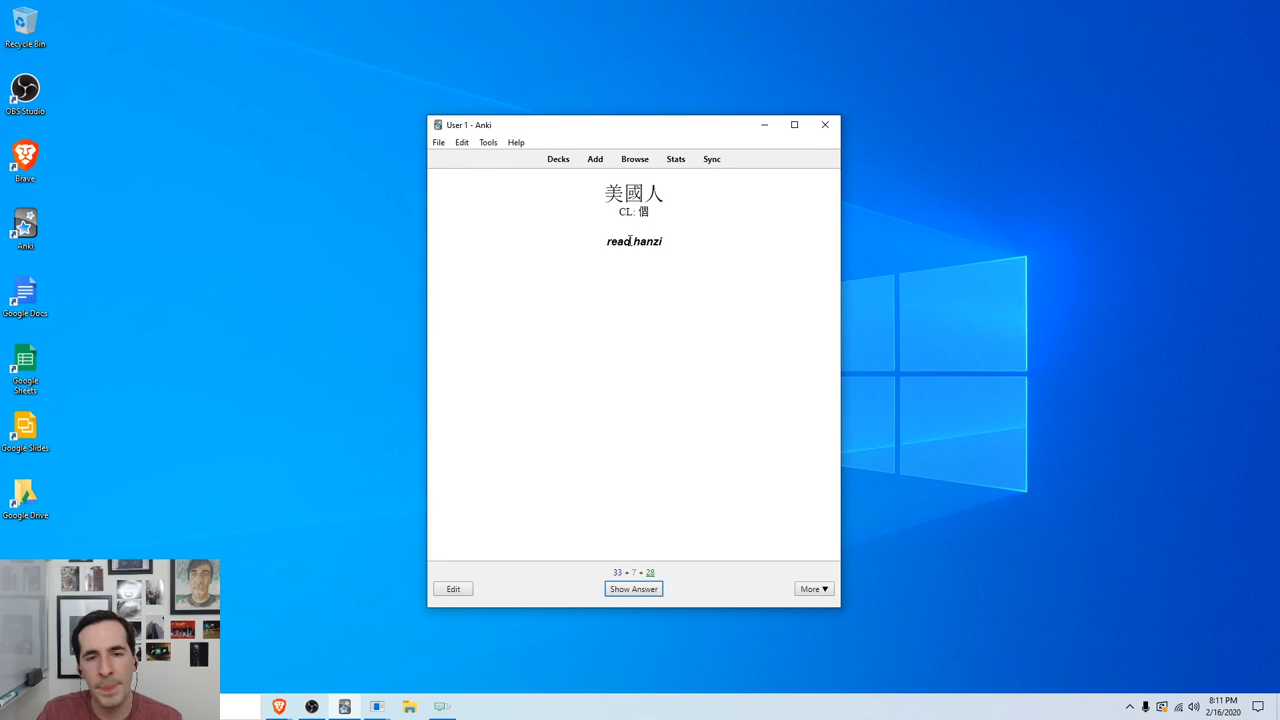 Recycle Bin
OBS Studio
Brave
Anki
Google Docs
Google
Sheets
Google Slides
Google Drive
User 1 - Anki
File Edit Tools Help
Decks Add Browse Stats Sync
美國人
CL: 個
read hanzi
33 + 7 + 28
Edit Show Answer More ▼
8:11 PM
2/16/2020